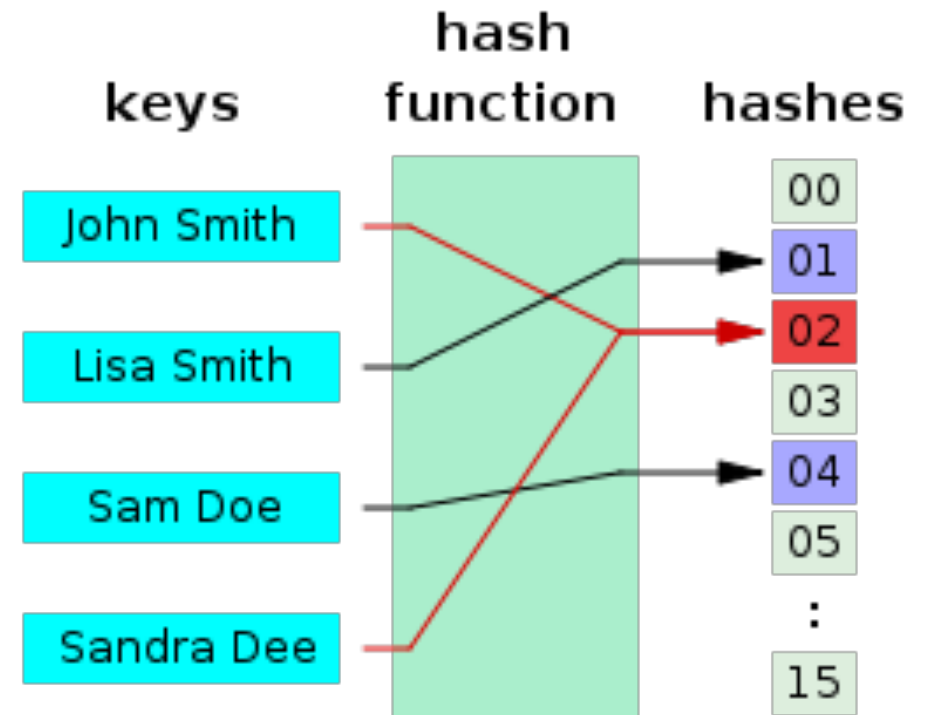 hash
keys function hashes
John Smith
Lisa Smith
Sam Doe
Sandra Dee
00
01
02
03
04
05
:
15